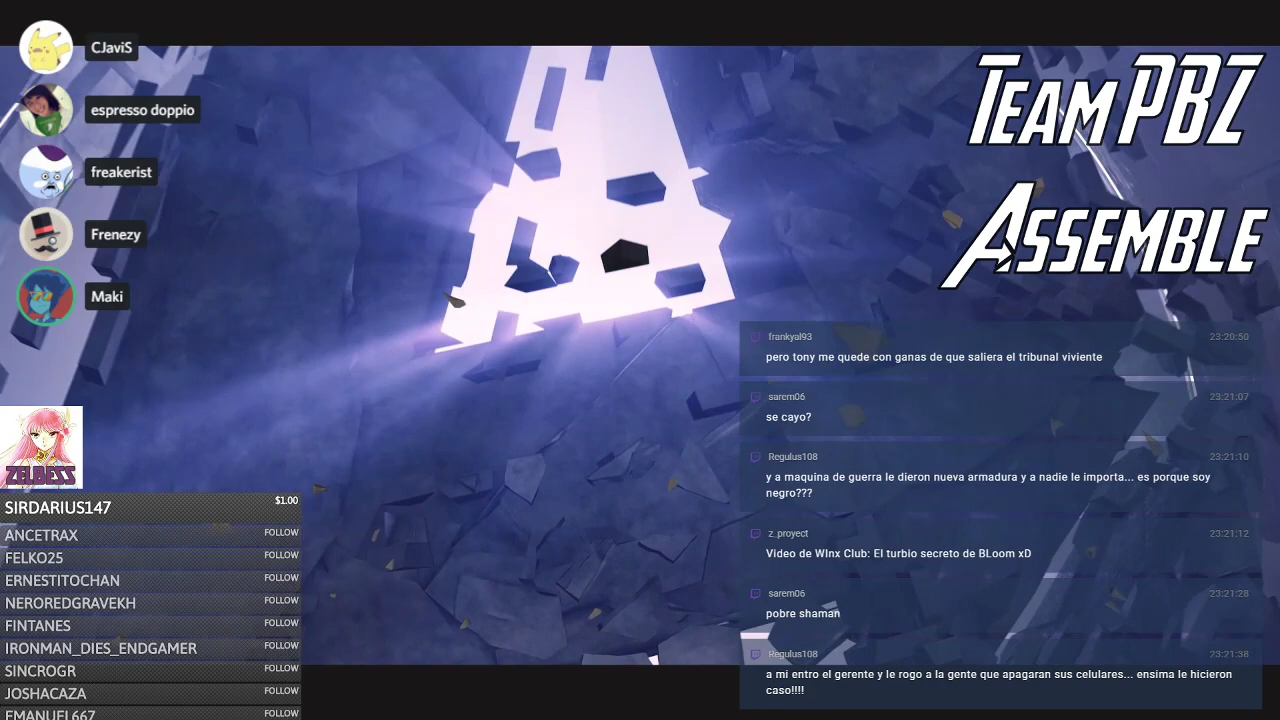 CJaviS
espresso doppio
freakerist
Frenezy
Maki
TEAM PBZ
ASSEMBLE
frankyal93 23:20:50
pero tony me quede con ganas de que saliera el tribunal viviente
sarem06 23:21:07
se cayo?
Regulus108 23:21:10
y a maquina de guerra le dieron nueva armadura y a nadie le importa... es porque soy
negro???
z_proyect 23:21:12
Video de WInx Club: El turbio secreto de BLoom xD
sarem06 23:21:28
pobre shaman
Regulus108 23:21:38
a mi entro el gerente y le rogo a la gente que apagaran sus celulares... ensima le hicieron
caso!!!!
ZELBESS
SIRDARIUS147 $1.00
ANCETRAX FOLLOW
FELKO25 FOLLOW
ERNESTITOCHAN FOLLOW
NEROREDGRAVEKH FOLLOW
FINTANES FOLLOW
IRONMAN_DIES_ENDGAMER FOLLOW
SINCROGR FOLLOW
JOSHACAZA FOLLOW
EMANUEL667 FOLLOW